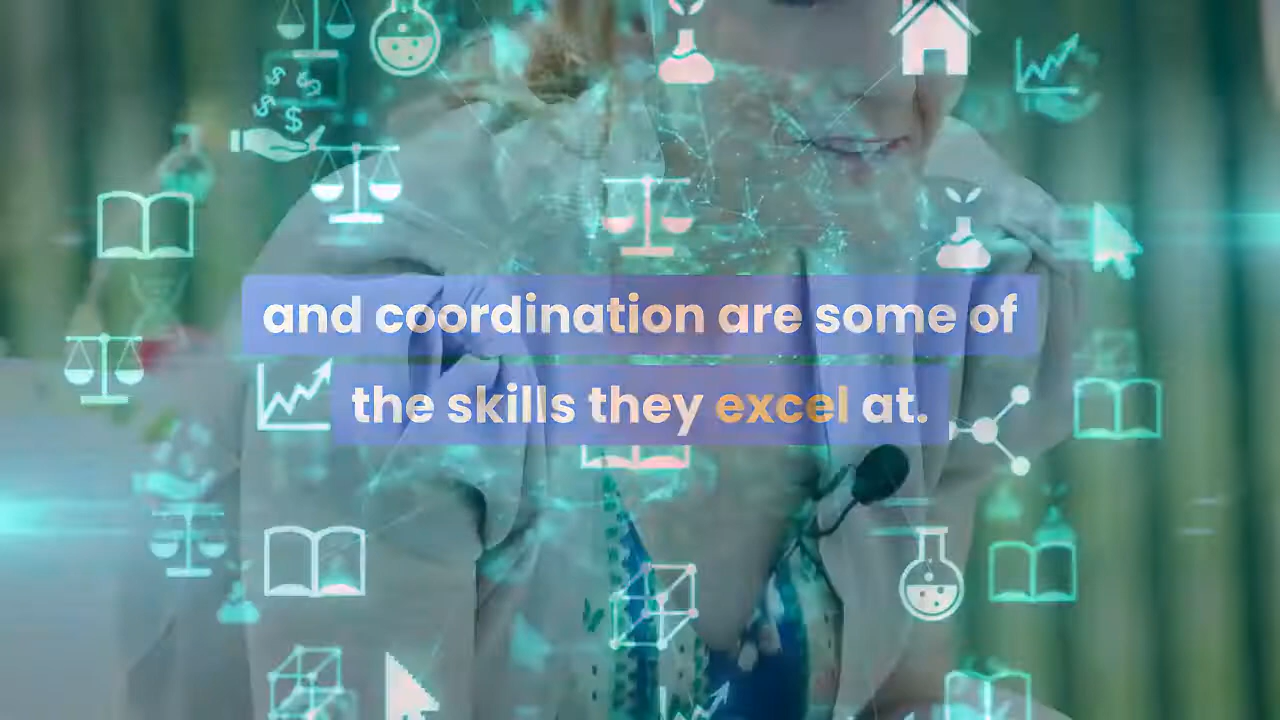 and coordination are some of
the skills they excel at.